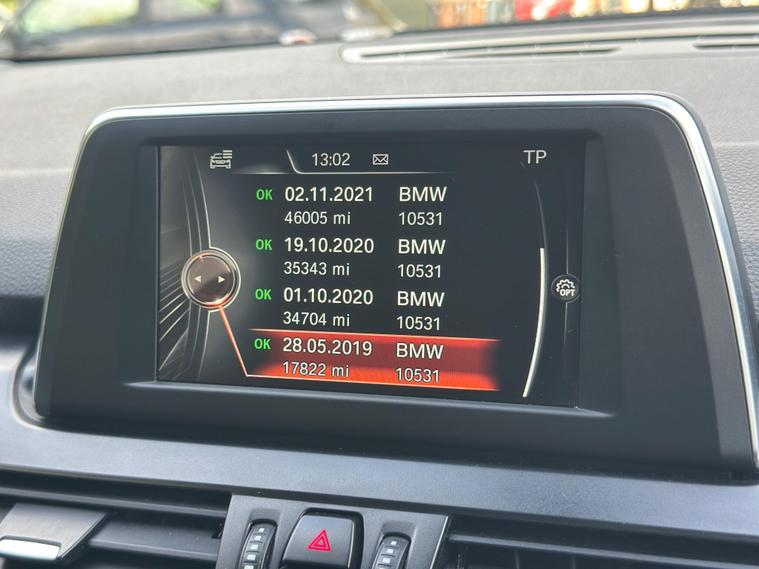 13:02 TP
OK 02.11.2021 BMW
46005 mi 10531
OK 19.10.2020 BMW
35343 mi 10531
OK 01.10.2020 BMW
34704 mi 10531
OK 28.05.2019 BMW
17822 mi 10531
OPT